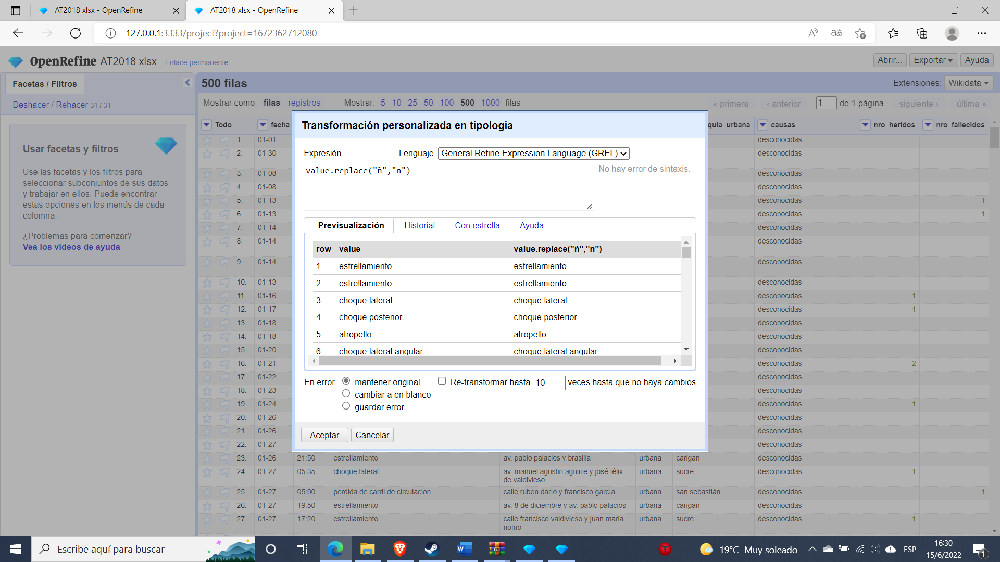 AT2018 xlsx - OpenRefine
AT2018 xlsx - OpenRefine
127.0.0.1:3333/project?project=1672362712080
OpenRefine AT2018 xlsx Enlace permanente
Abrir... Exportar Ayuda
Facetas / Filtros
Deshacer / Rehacer 31 / 31
500 filas
Extensiones: Wikidata
Mostrar como: filas registros Mostrar: 5 10 25 50 100 500 1000 filas
« primera ‹ anterior 1 de 1 página siguiente › última »
Usar facetas y filtros
Use las facetas y los filtros para
seleccionar subconjuntos de sus datos
y trabajar en ellos. Puede encontrar
estas opciones en los menús de cada
colomna.
¿Problemas para comenzar?
Vea los videos de ayuda
Todo fecha quia_urbana causas nro_heridos nro_fallecidos
1. 01-01 desconocidas
2. 01-30 desconocidas
3. 01-08 desconocidas
4. 01-08 desconocidas
5. 01-13 desconocidas 1
6. 01-13 desconocidas 1
7. 01-14 desconocidas
8. 01-14 desconocidas
9. 01-14 desconocidas
10. 01-13 desconocidas
11. 01-16 desconocidas 1
12. 01-17 desconocidas 1
13. 01-18 desconocidas
14. 01-18 desconocidas
15. 01-20 desconocidas
16. 01-21 desconocidas 2
17. 01-22 desconocidas
18. 01-23 desconocidas
19. 01-24 desconocidas 1
20. 01-26 desconocidas
21. 01-26 desconocidas
22. 01-27 desconocidas
23. 01-26 21:50 estrellamiento av. pablo palacios y brasilia urbana carigan desconocidas
24. 01-27 05:35 choque lateral av. manuel agustin aguirre y josé félix urbana sucre desconocidas 1
de valdivieso
25. 01-27 05:00 perdida de carril de circulacion calle ruben darío y francisco garcía urbana san sebastián desconocidas 1
26. 01-27 19:50 estrellamiento av. 8 de diciembre y av. pablo palacios urbana carigan desconocidas
27. 01-27 17:20 estrellamiento calle francisco valdivieso y juan maria urbana sucre desconocidas 1
riofrio
Transformación personalizada en tipologia
Expresión Lenguaje General Refine Expression Language (GREL)
value.replace("ñ","n")
No hay error de sintaxis.
Previsualización Historial Con estrella Ayuda
row value value.replace("ñ","n")
1. estrellamiento estrellamiento
2. estrellamiento estrellamiento
3. choque lateral choque lateral
4. choque posterior choque posterior
5. atropello atropello
6. choque lateral angular choque lateral angular
En error mantener original Re-transformar hasta 10 veces hasta que no haya cambios
cambiar a en blanco
guardar error
Aceptar Cancelar
Escribe aquí para buscar
19°C Muy soleado ESP
16:30
15/6/2022
1